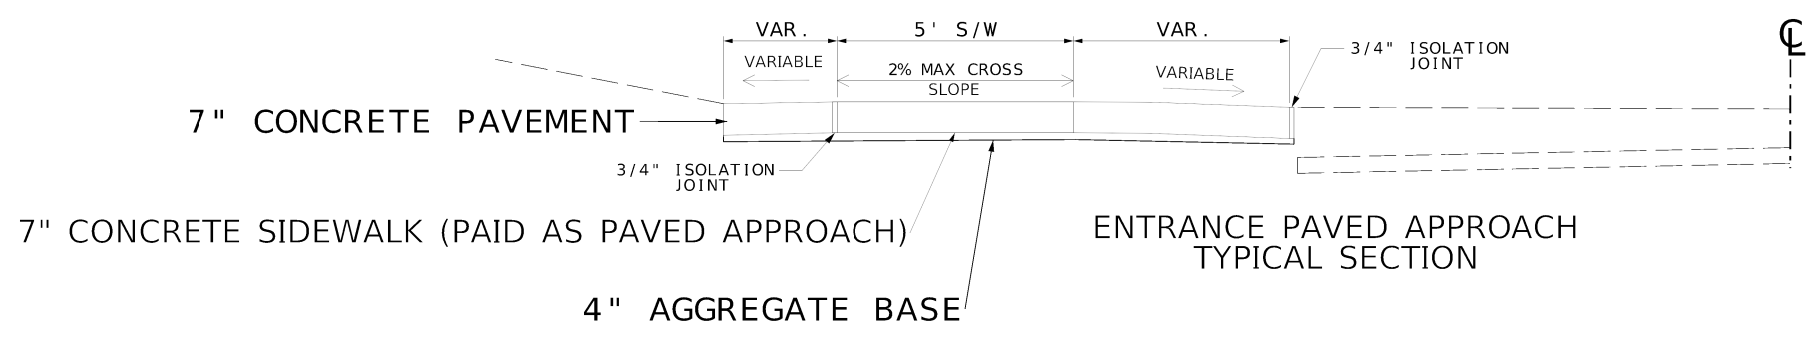 VAR.
5' S/W
VAR.
VARIABLE
2% MAX CROSS
SLOPE
VARIABLE
3/4" ISOLATION
JOINT
CL
7" CONCRETE PAVEMENT
3/4" ISOLATION
JOINT
7" CONCRETE SIDEWALK (PAID AS PAVED APPROACH)
4" AGGREGATE BASE
ENTRANCE PAVED APPROACH
TYPICAL SECTION